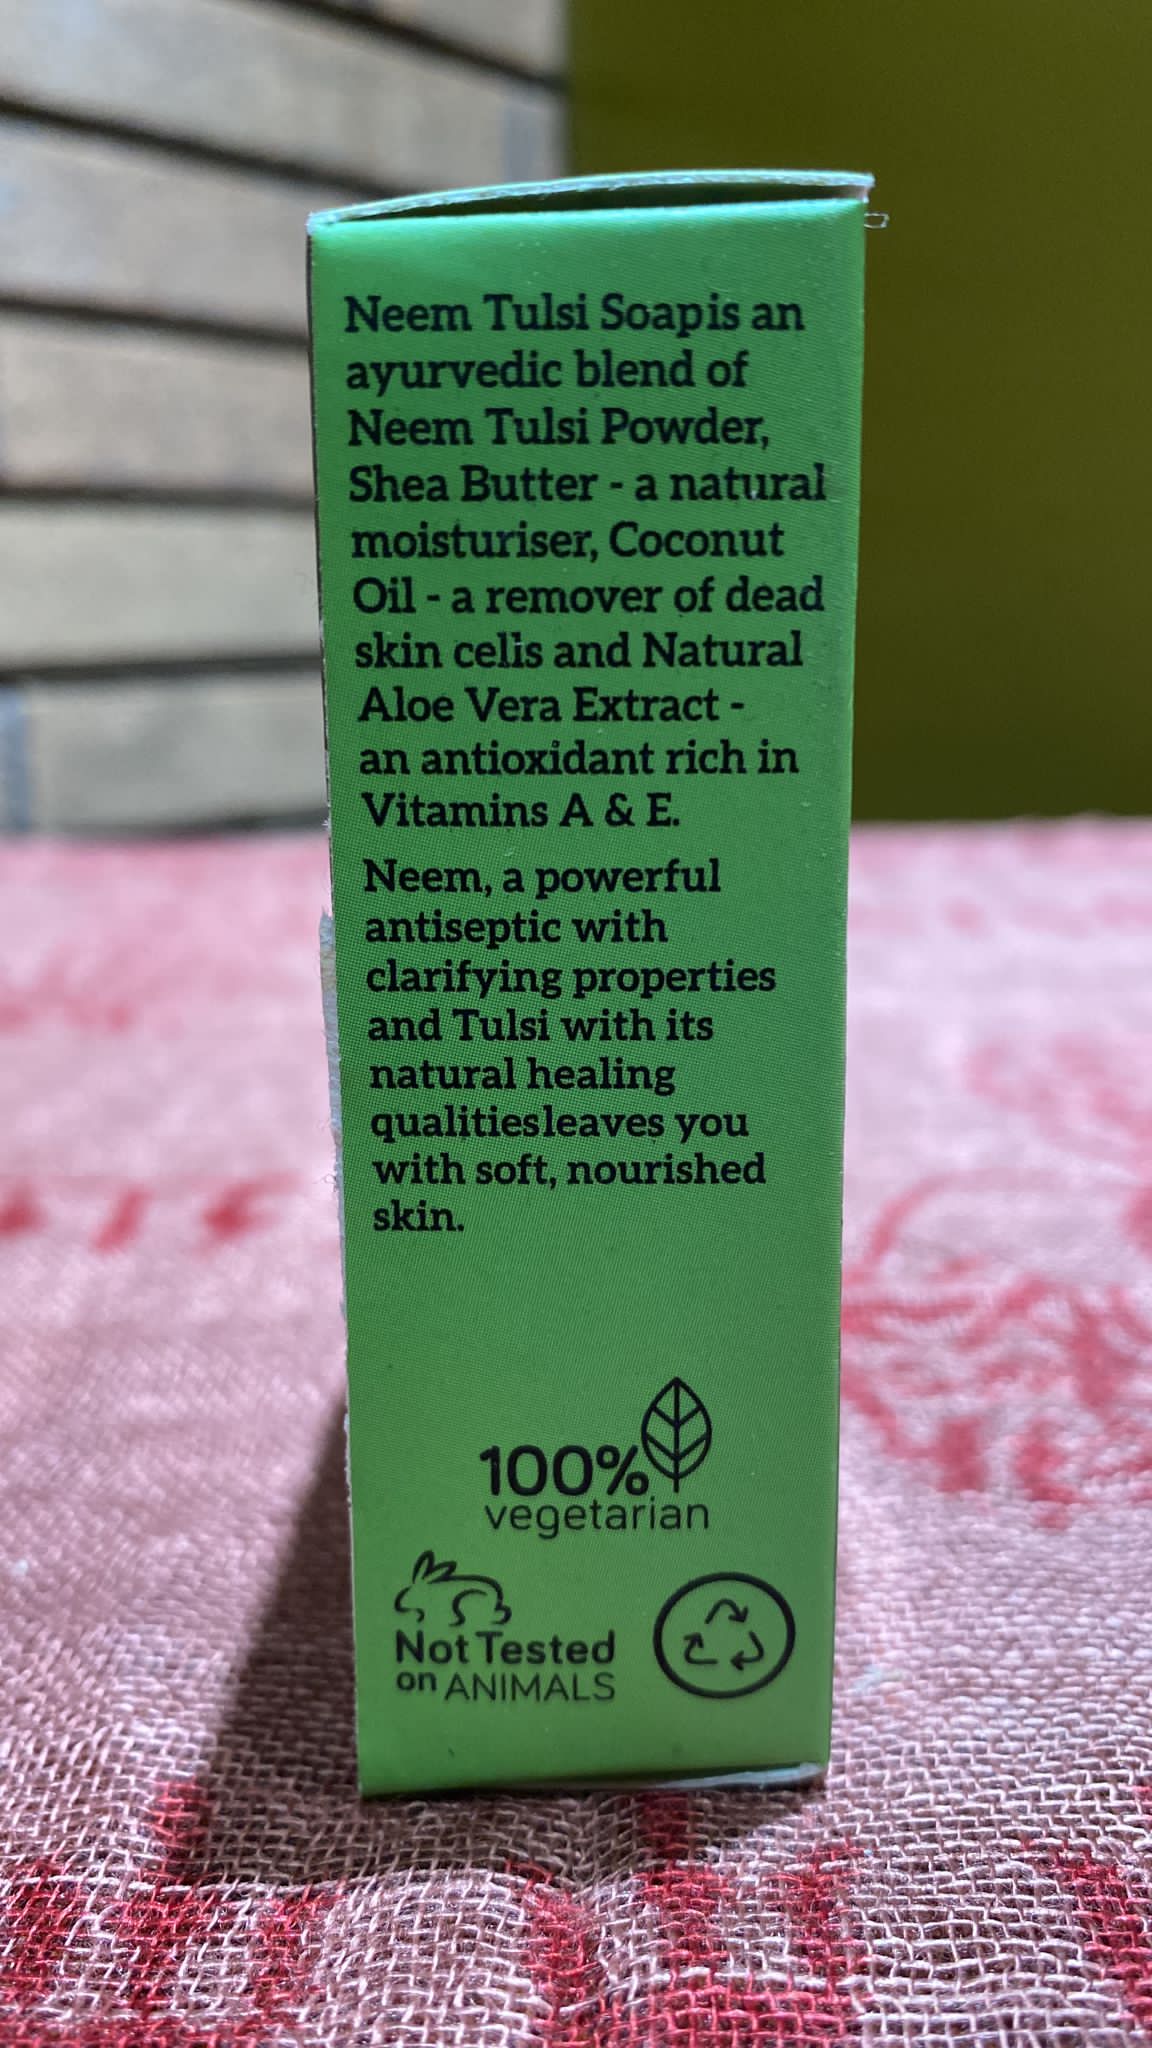 Neem Tulsi Soapis an
ayurvedic blend of
Neem Tulsi Powder,
Shea Butter - a natural
moisturiser, Coconut
Oil - a remover of dead
skin cells and Natural
Aloe Vera Extract -
an antioxidant rich in
Vitamins A & E.
Neem, a powerful
antiseptic with
clarifying properties
and Tulsi with its
natural healing
qualitiesleaves you
with soft, nourished
skin.
100%
vegetarian
Not Tested
on ANIMALS